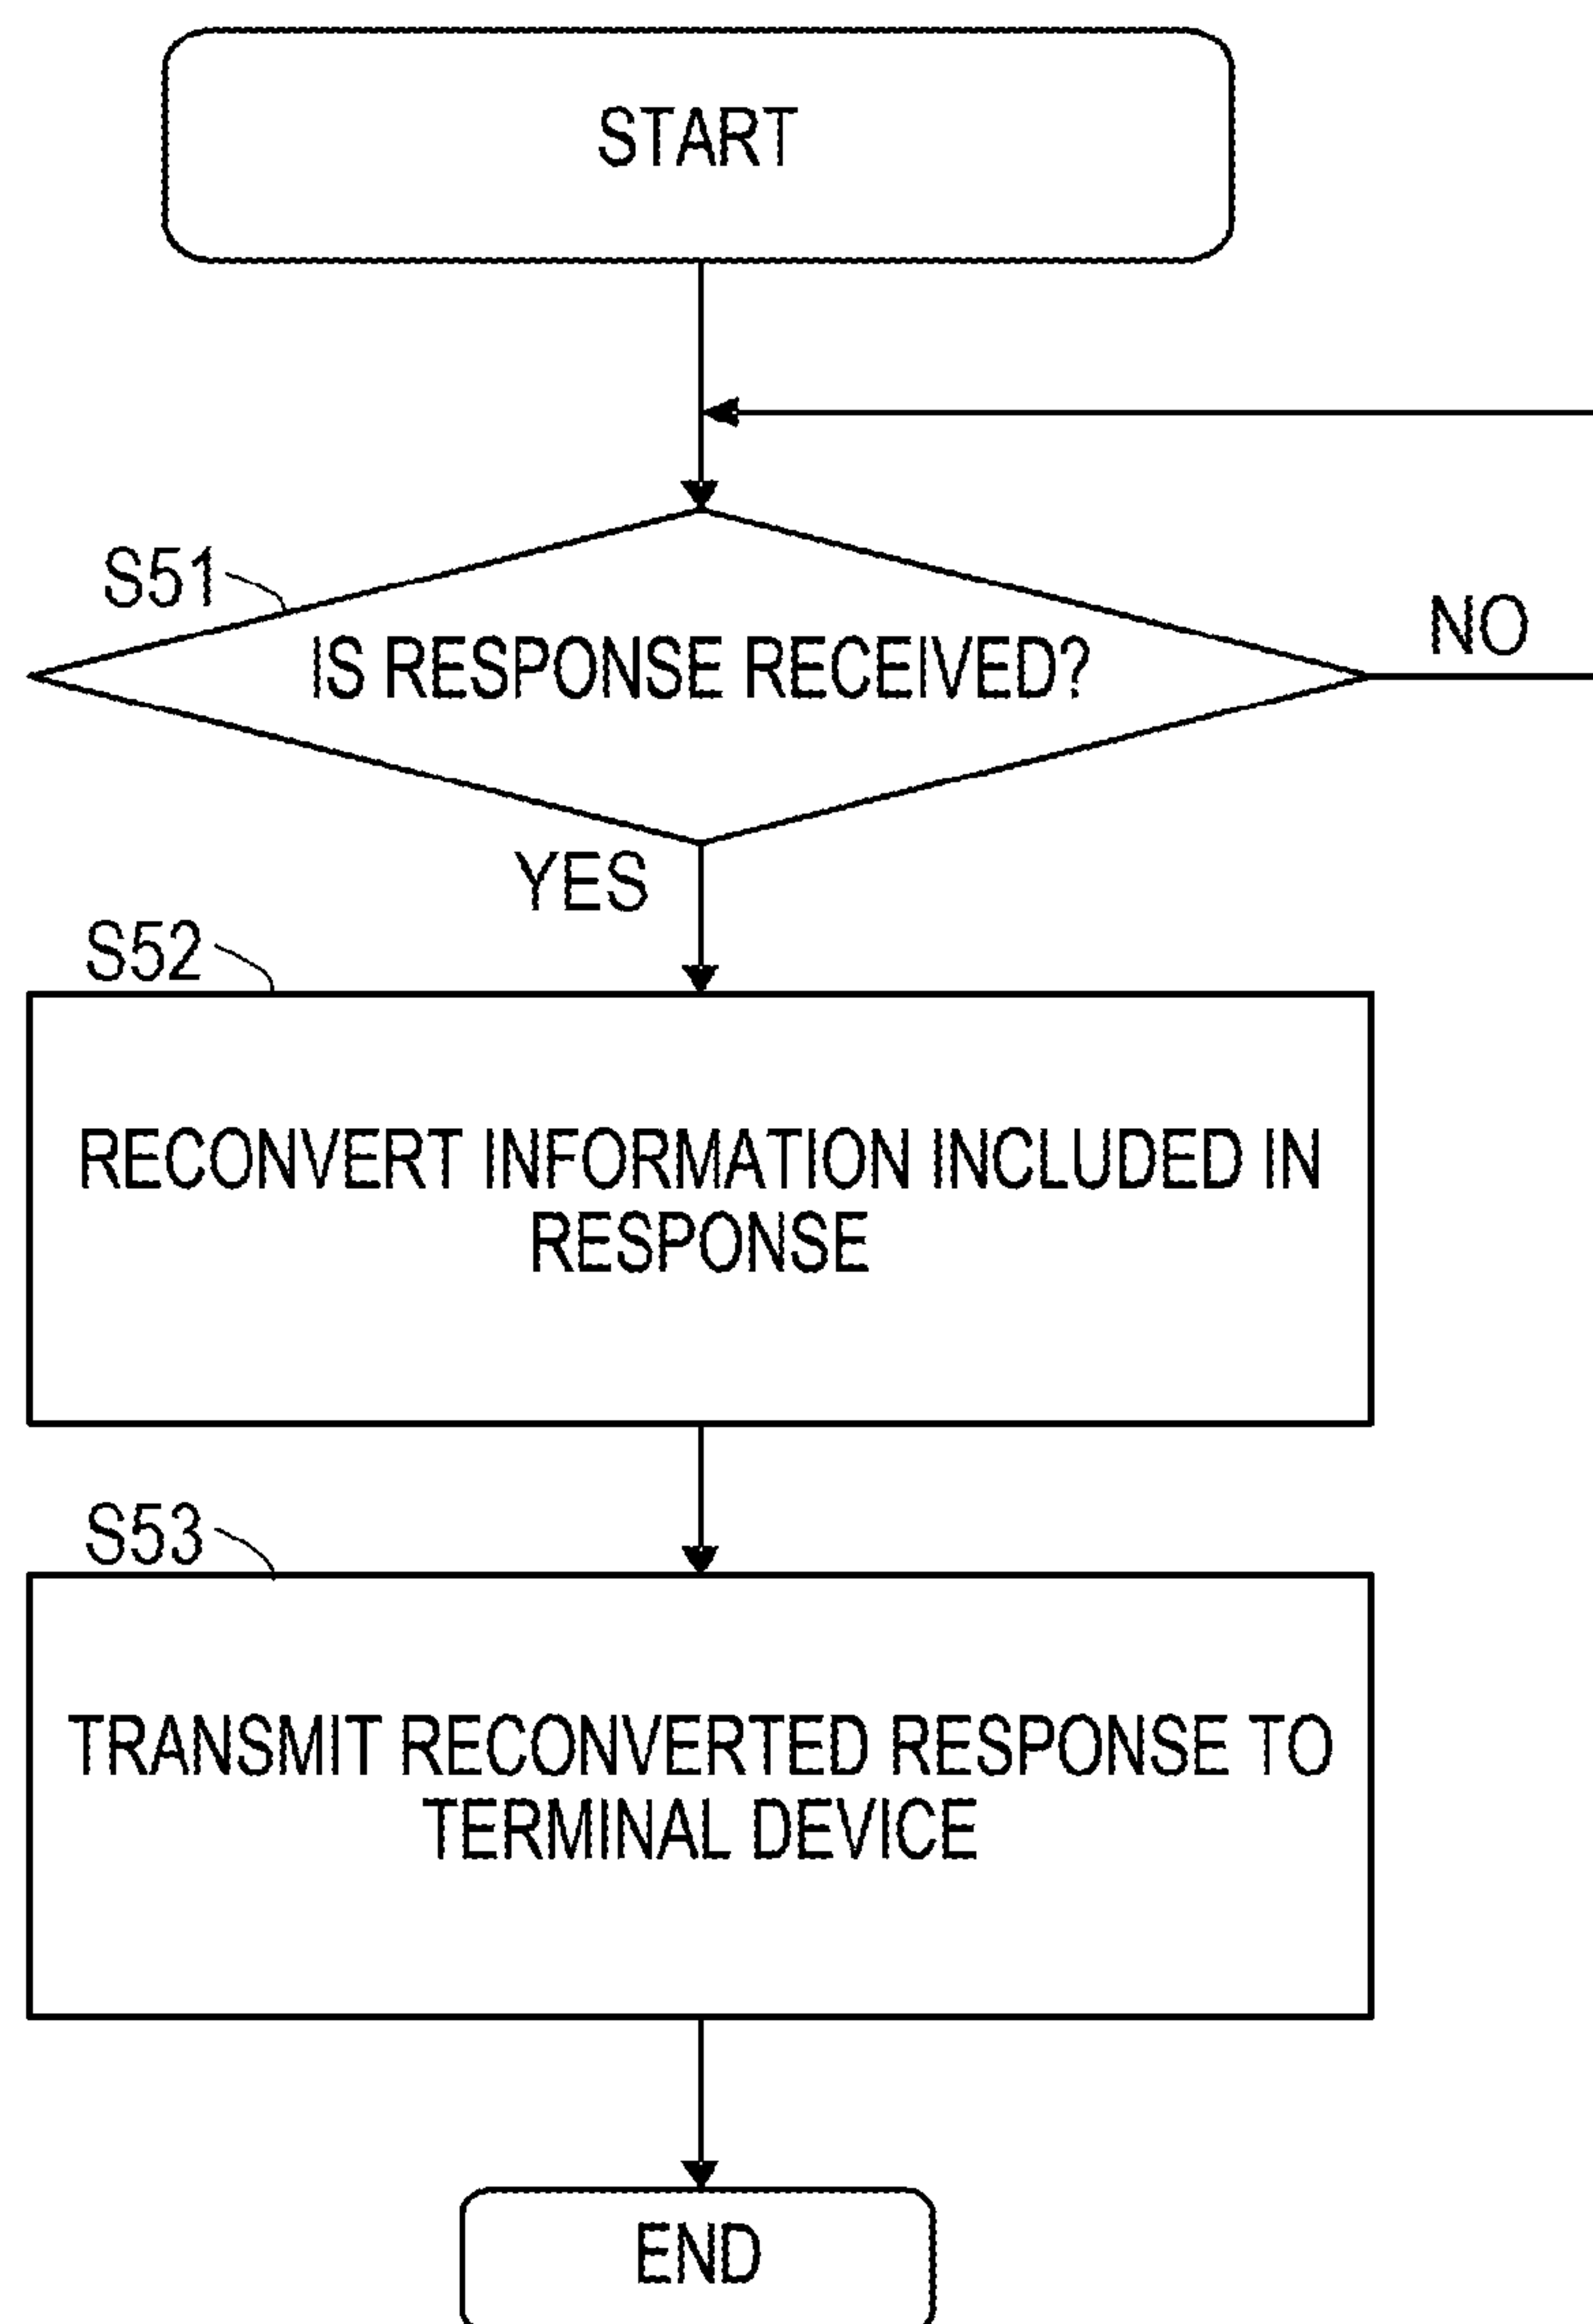 START
S51
IS RESPONSE RECEIVED?
NO
YES
S52
RECONVERT INFORMATION INCLUDED IN
RESPONSE
S53
TRANSMIT RECONVERTED RESPONSE TO
TERMINAL DEVICE
END